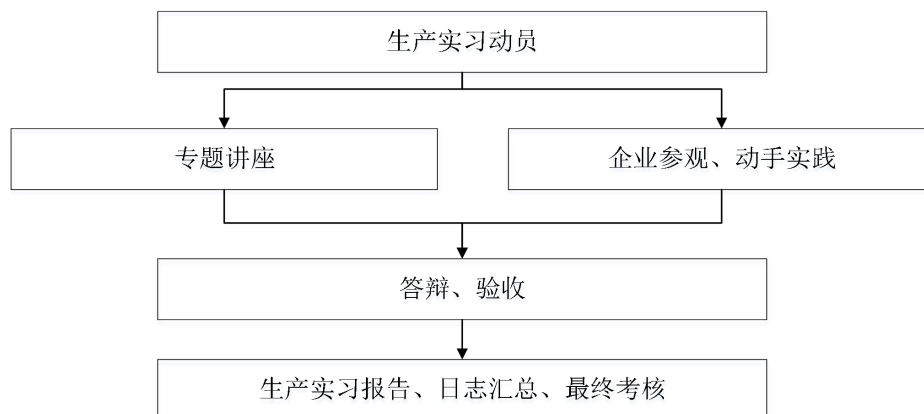 生产实习动员
专题讲座
企业参观、动手实践
答辩、验收
生产实习报告、日志汇总、最终考核